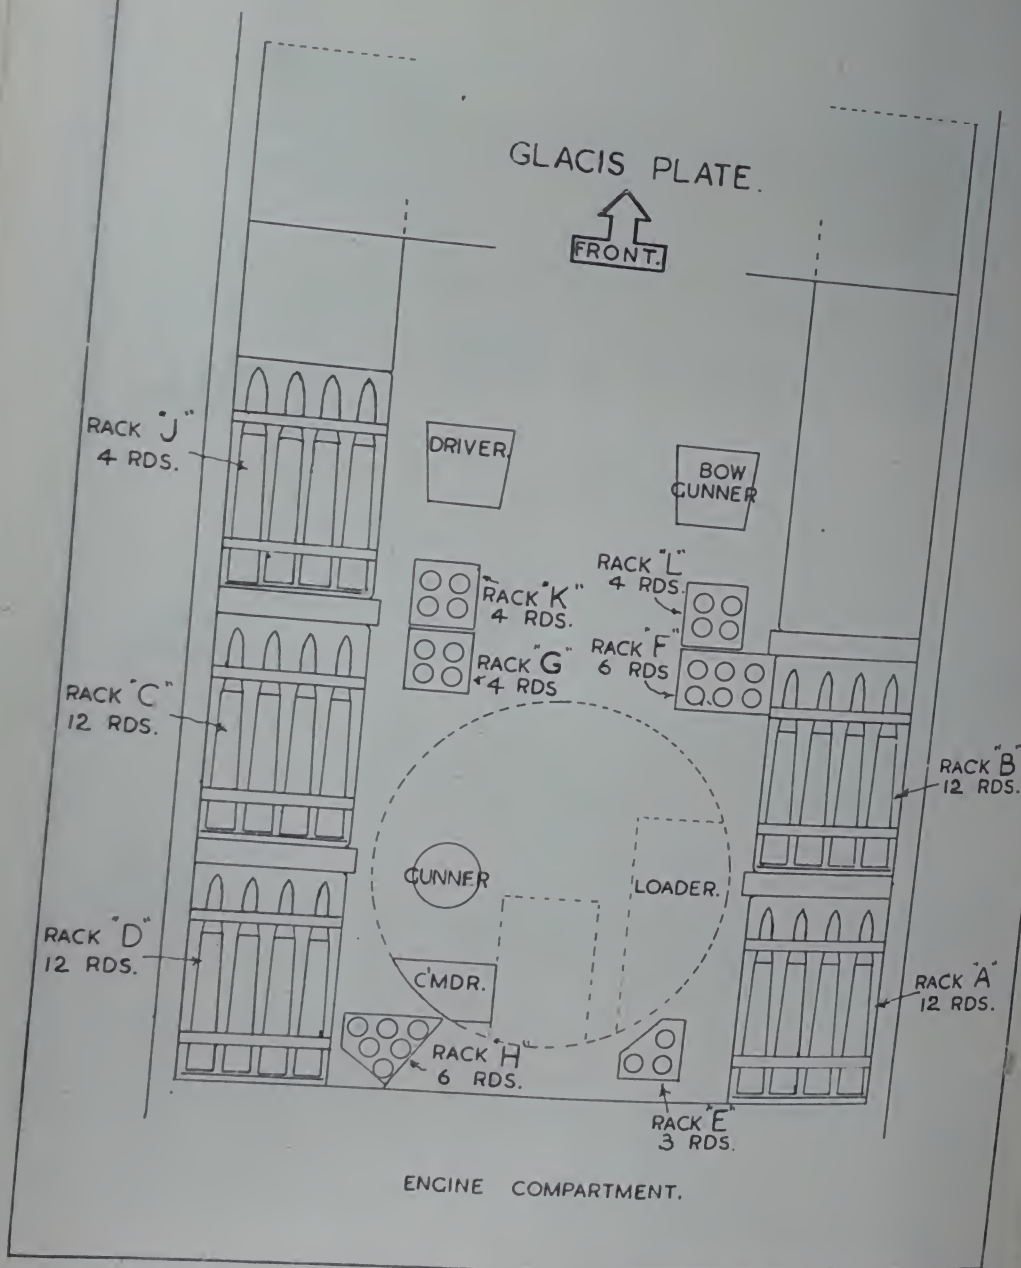 GLACIS PLATE.
FRONT.
RACK "J"
4 RDS.
DRIVER.
BOW
GUNNER
RACK "L"
4 RDS.
RACK "K"
4 RDS.
RACK "F"
6 RDS
RACK "G"
4 RDS
RACK "C"
12 RDS.
RACK "B"
12 RDS.
GUNNER
LOADER.
RACK "D"
12 RDS.
C'MDR.
RACK "A"
12 RDS.
RACK "H"
6 RDS.
RACK "E"
3 RDS.
ENGINE COMPARTMENT.